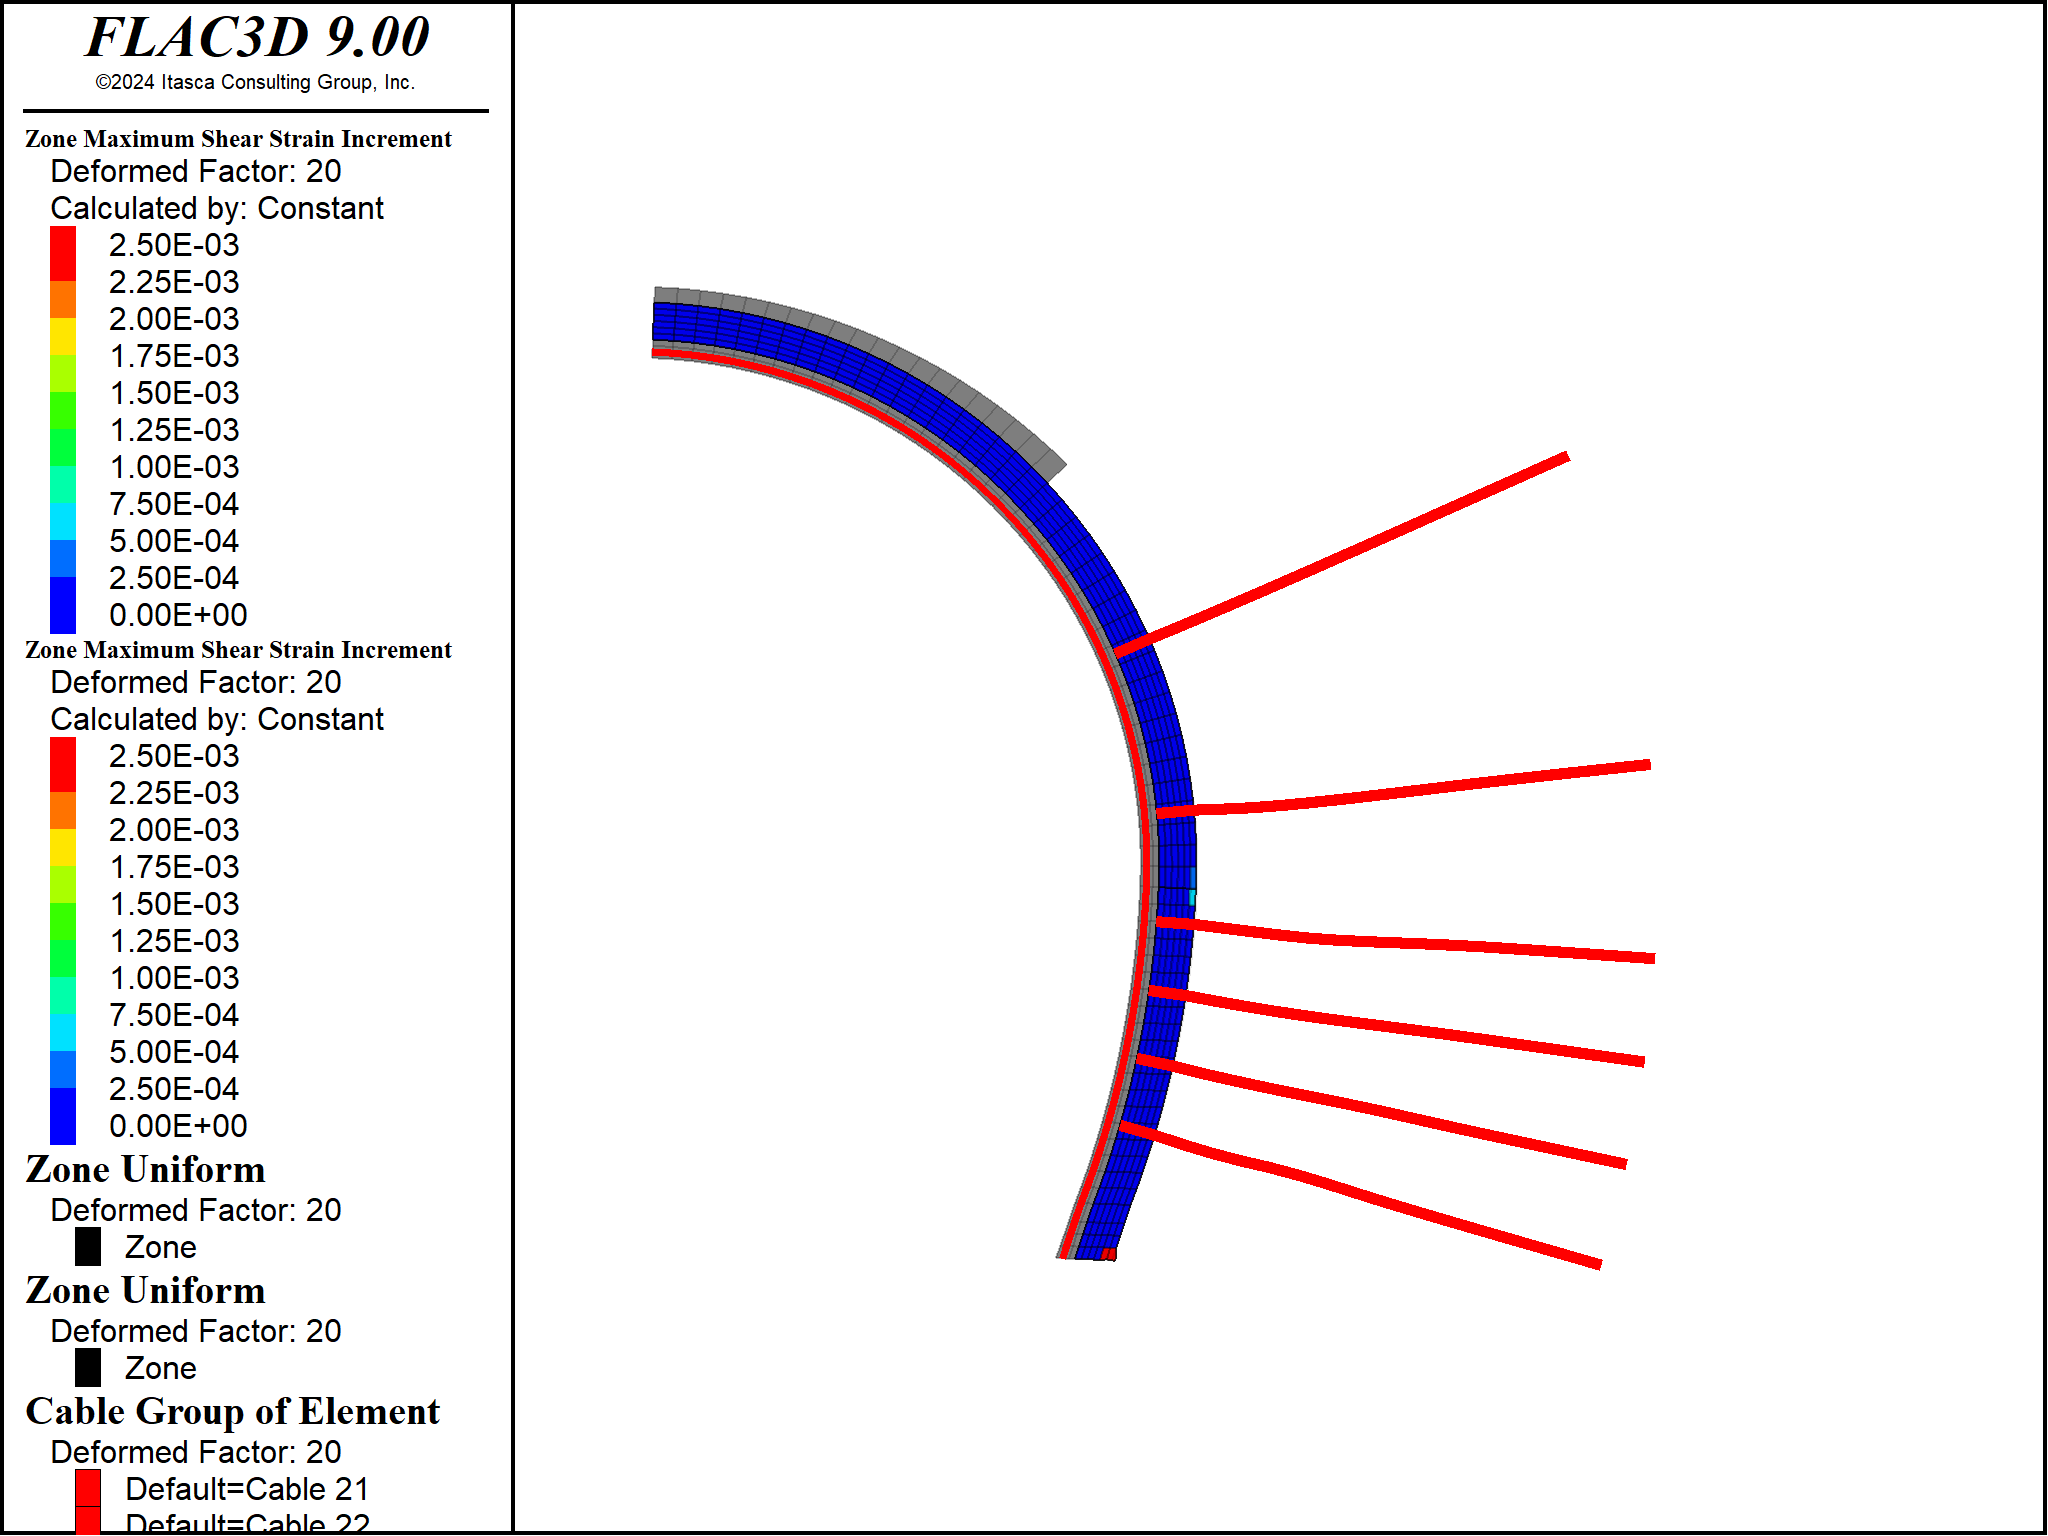 FLAC3D 9.00
©2024 Itasca Consulting Group, Inc.
Zone Maximum Shear Strain Increment
Deformed Factor: 20
Calculated by: Constant
2.50E-03
2.25E-03
2.00E-03
1.75E-03
1.50E-03
1.25E-03
1.00E-03
7.50E-04
5.00E-04
2.50E-04
0.00E+00
Zone Maximum Shear Strain Increment
Deformed Factor: 20
Calculated by: Constant
2.50E-03
2.25E-03
2.00E-03
1.75E-03
1.50E-03
1.25E-03
1.00E-03
7.50E-04
5.00E-04
2.50E-04
0.00E+00
Zone Uniform
Deformed Factor: 20
Zone
Zone Uniform
Deformed Factor: 20
Zone
Cable Group of Element
Deformed Factor: 20
Default=Cable 21
Default=Cable 22